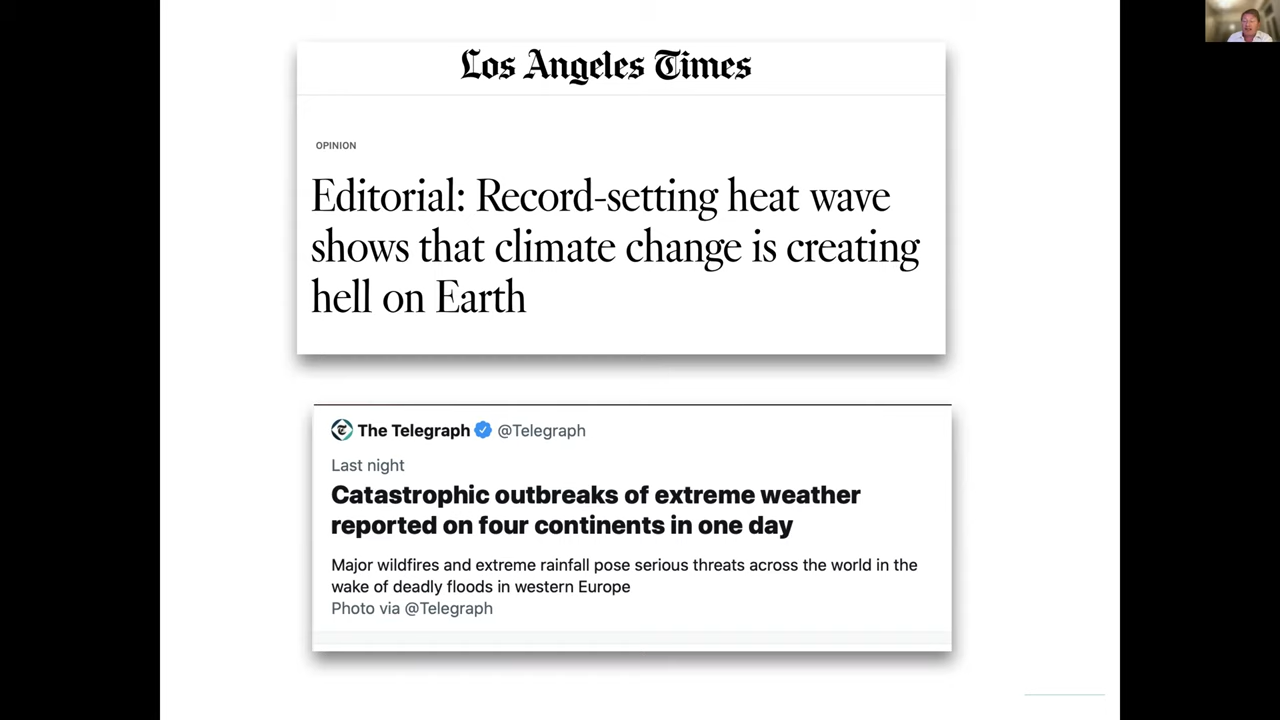 Los Angeles Times
OPINION
Editorial: Record-setting heat wave
shows that climate change is creating
hell on Earth
The Telegraph @Telegraph
Last night
Catastrophic outbreaks of extreme weather
reported on four continents in one day
Major wildfires and extreme rainfall pose serious threats across the world in the
wake of deadly floods in western Europe
Photo via @Telegraph